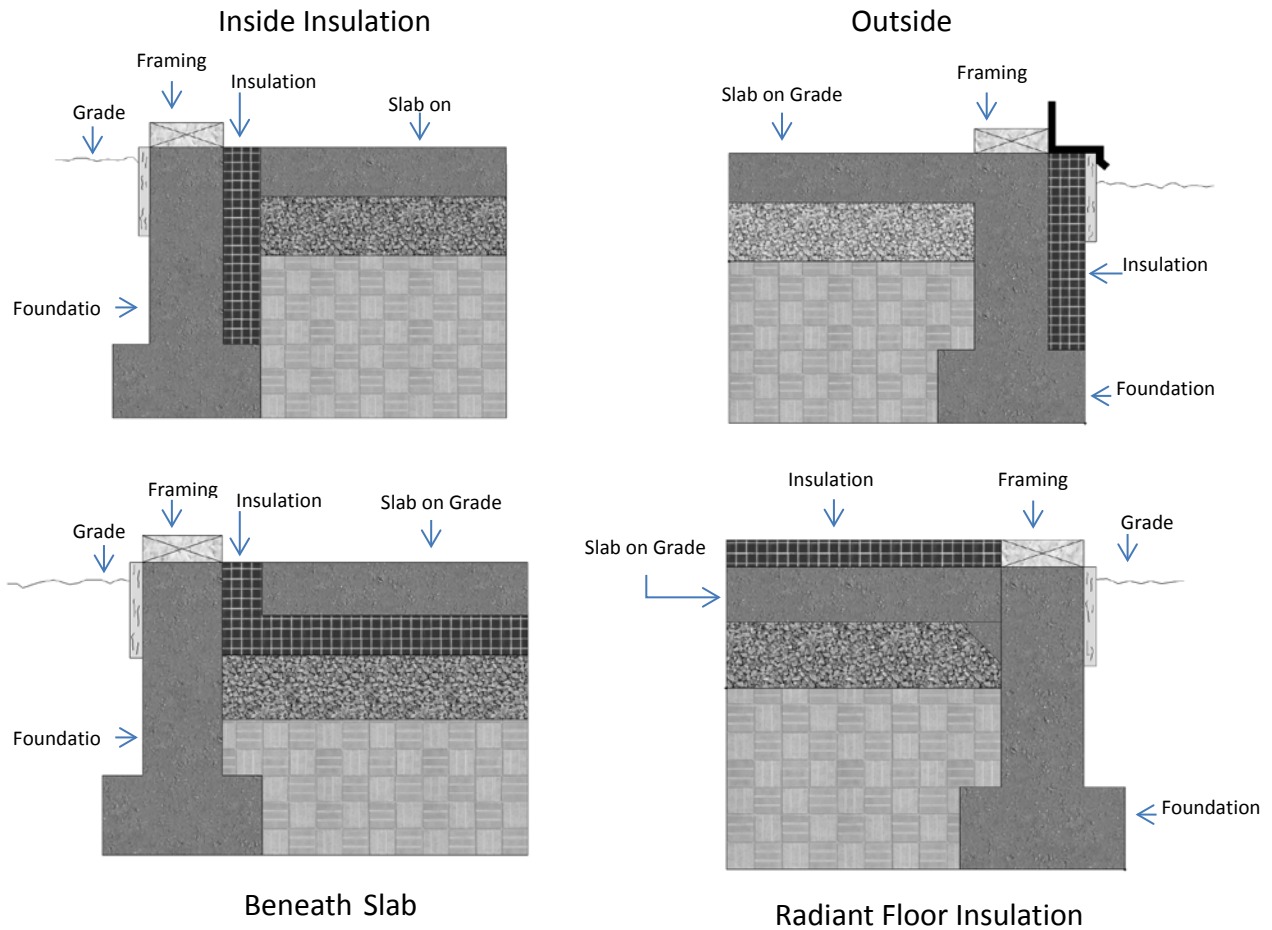 Inside Insulation
Framing
Insulation
Grade
Slab on
Foundatio
Outside
Framing
Slab on Grade
Insulation
Foundation
Framing
Insulation
Slab on Grade
Grade
Foundatio
Beneath Slab
Insulation
Framing
Grade
Slab on Grade
Foundation
Radiant Floor Insulation